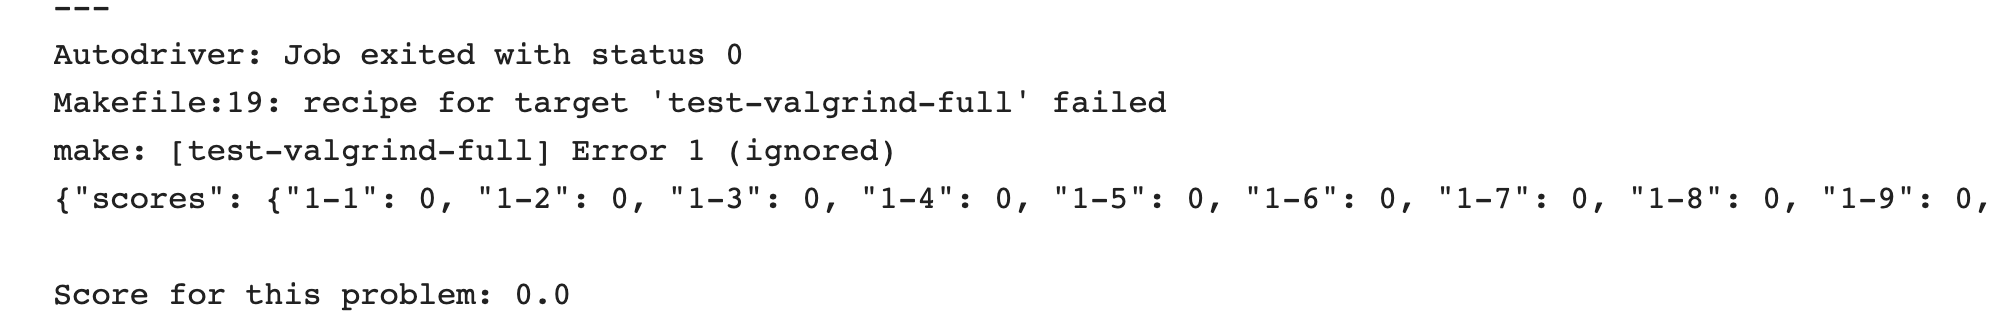 ---
Autodriver: Job exited with status 0
Makefile:19: recipe for target 'test-valgrind-full' failed
make: [test-valgrind-full] Error 1 (ignored)
{"scores": {"1-1": 0, "1-2": 0, "1-3": 0, "1-4": 0, "1-5": 0, "1-6": 0, "1-7": 0, "1-8": 0, "1-9": 0,
Score for this problem: 0.0